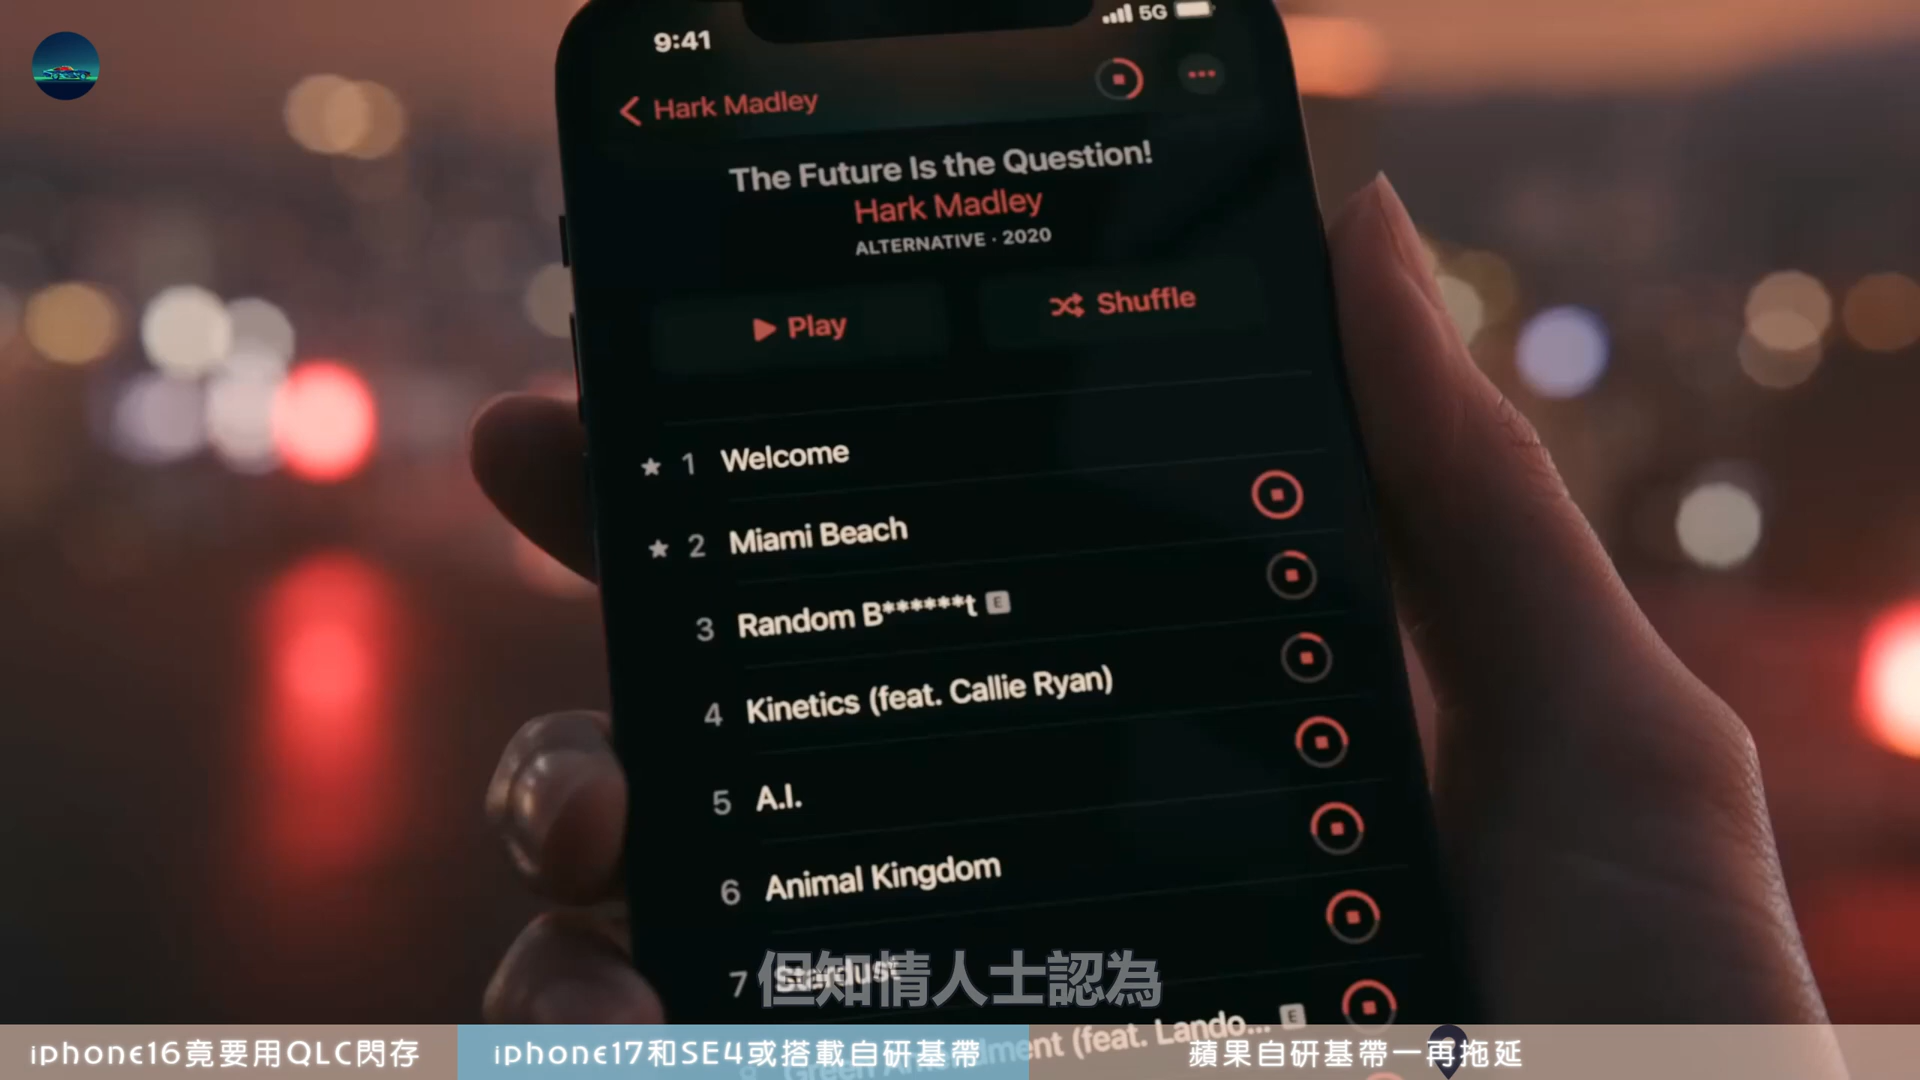 9:41
5G
Hark Madley
The Future Is the Question!
Hark Madley
ALTERNATIVE · 2020
Play
Shuffle
★ 1 Welcome
★ 2 Miami Beach
3 Random B******t E
4 Kinetics (feat. Callie Ryan)
5 A.I.
6 Animal Kingdom
7 Stardust
但知情人士認為
(feat. Lando... E
iphone16竟要用QLC閃存
iphone17和SE4或搭載自研基帶
蘋果自研基帶一再拖延